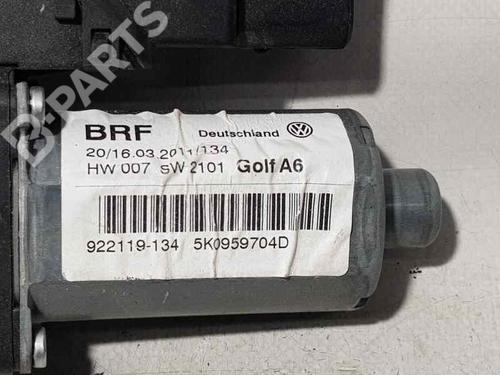 B-PARTS
BRF Deutschland
20/16.03.2011/134
HW 007 SW 2101 Golf A6
922119-134 5K0959704D